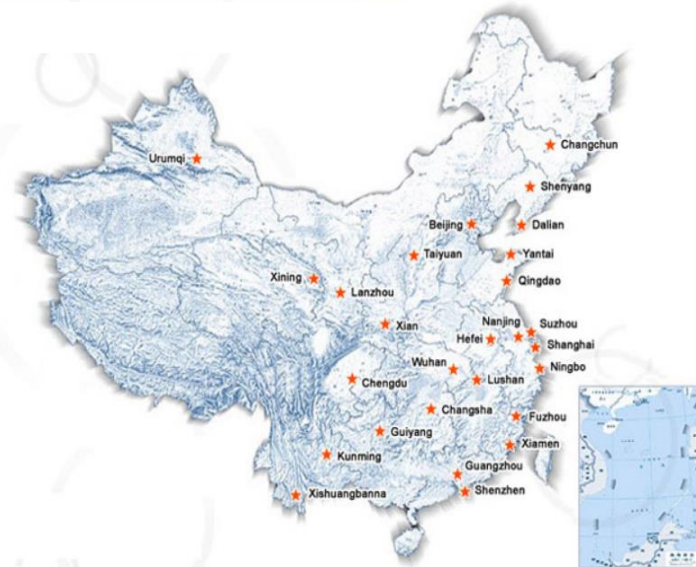 Changchun
Urumqi
Shenyang
Beijing
Dalian
Taiyuan
Yantai
Xining
Qingdao
Lanzhou
Xian
Nanjing
Suzhou
Hefei
Shanghai
Wuhan
Ningbo
Chengdu
Lushan
Changsha
Fuzhou
Guiyang
Xiamen
Kunming
Guangzhou
Shenzhen
Xishuangbanna